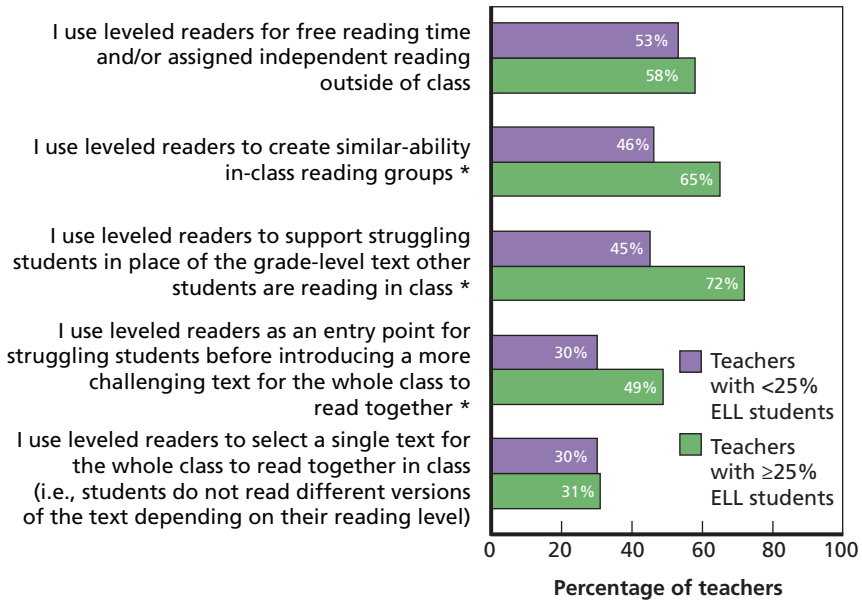 I use leveled readers for free reading time
and/or assigned independent reading
outside of class
53%
58%
I use leveled readers to create similar-ability
in-class reading groups *
46%
65%
I use leveled readers to support struggling
students in place of the grade-level text other
students are reading in class *
45%
72%
I use leveled readers as an entry point for
struggling students before introducing a more
challenging text for the whole class to
read together *
30%
49%
I use leveled readers to select a single text for
the whole class to read together in class
(i.e., students do not read different versions
of the text depending on their reading level)
30%
31%
Teachers
with <25%
ELL students
Teachers
with ≥25%
ELL students
0 20 40 60 80 100
Percentage of teachers